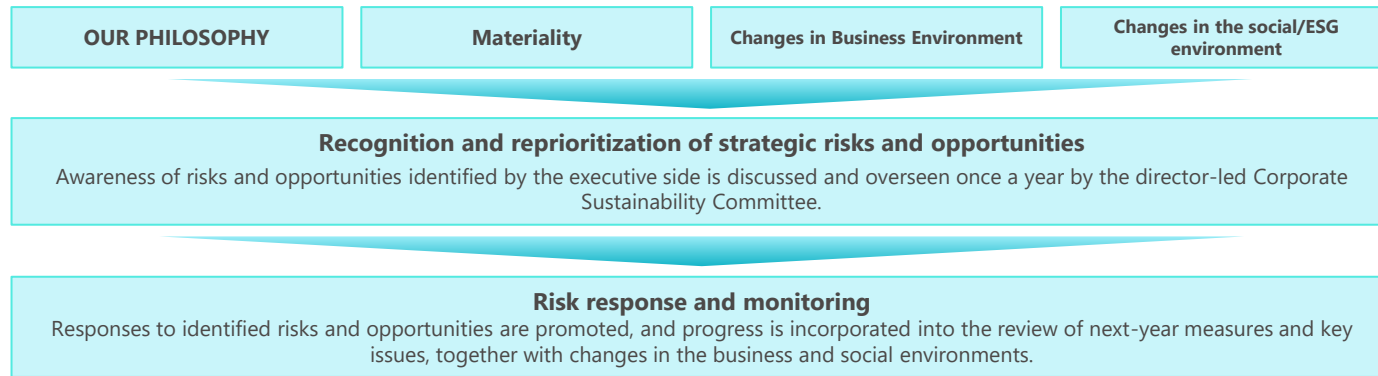 OUR PHILOSOPHY
Materiality
Changes in Business Environment
Changes in the social/ESG
environment
Recognition and reprioritization of strategic risks and opportunities
Awareness of risks and opportunities identified by the executive side is discussed and overseen once a year by the director-led Corporate
Sustainability Committee.
Risk response and monitoring
Responses to identified risks and opportunities are promoted, and progress is incorporated into the review of next-year measures and key
issues, together with changes in the business and social environments.